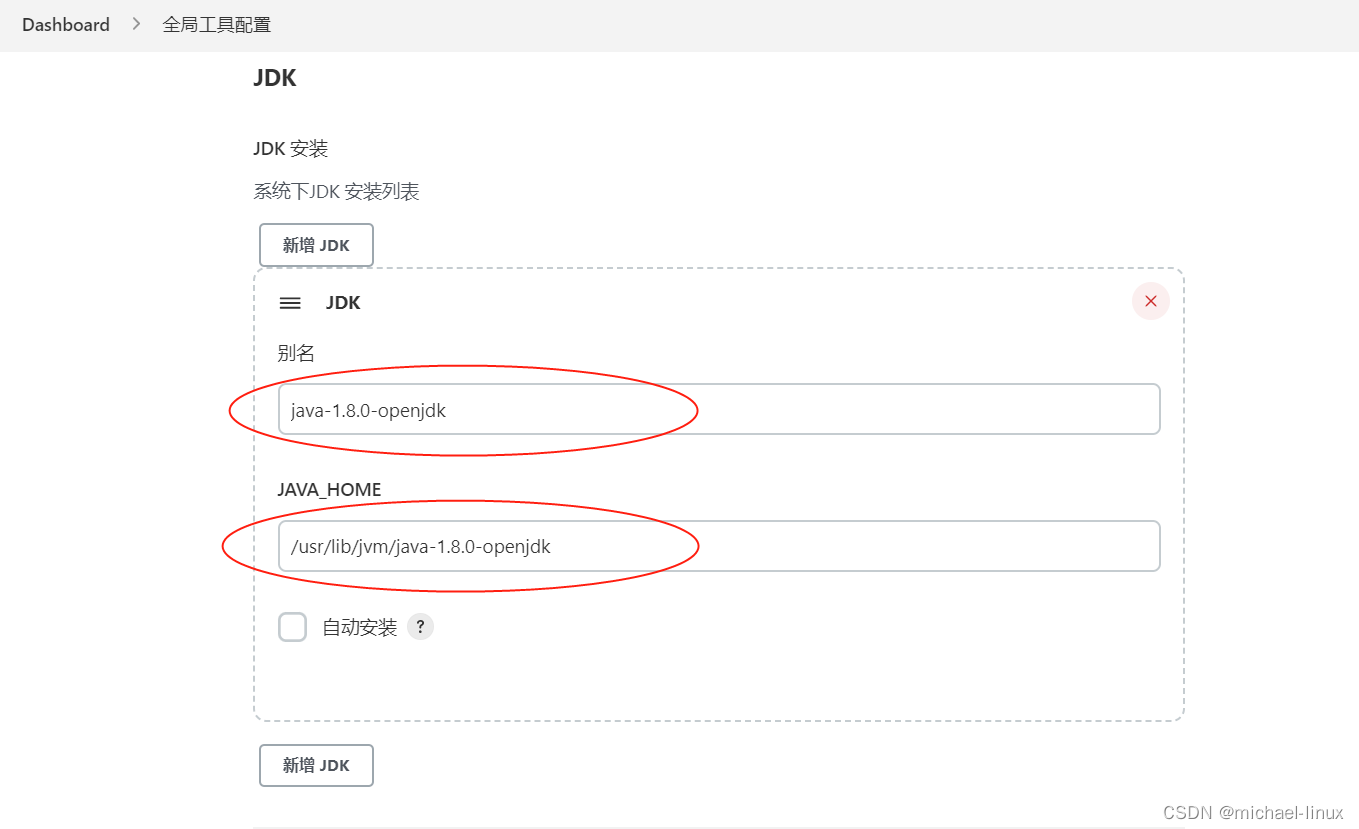 Dashboard > 全局工具配置
JDK
JDK 安装
系统下JDK 安装列表
新增 JDK
JDK
别名
java-1.8.0-openjdk
JAVA_HOME
/usr/lib/jvm/java-1.8.0-openjdk
自动安装 ?
新增 JDK
CSDN @michael-linux